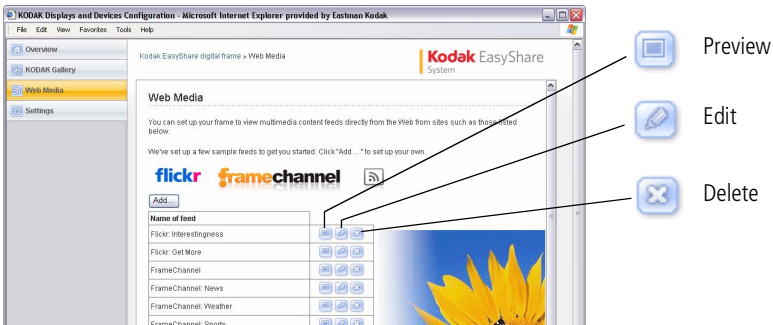 KODAK Displays and Devices Configuration - Microsoft Internet Explorer provided by Eastman Kodak
File Edit View Favorites Tools Help
Overview
KODAK Gallery
Web Media
Settings
Kodak EasyShare digital frame » Web Media
Kodak EasyShare
System
Web Media
You can set up your frame to view multimedia content feeds directly from the Web from sites such as those listed
below.
We've set up a few sample feeds to get you started. Click "Add ..." to set up your own.
flickr framechannel
Add...
Name of feed
Flickr: Interestingness
Flickr: Get More
FrameChannel
FrameChannel: News
FrameChannel: Weather
FrameChannel: Sports
Preview
Edit
Delete